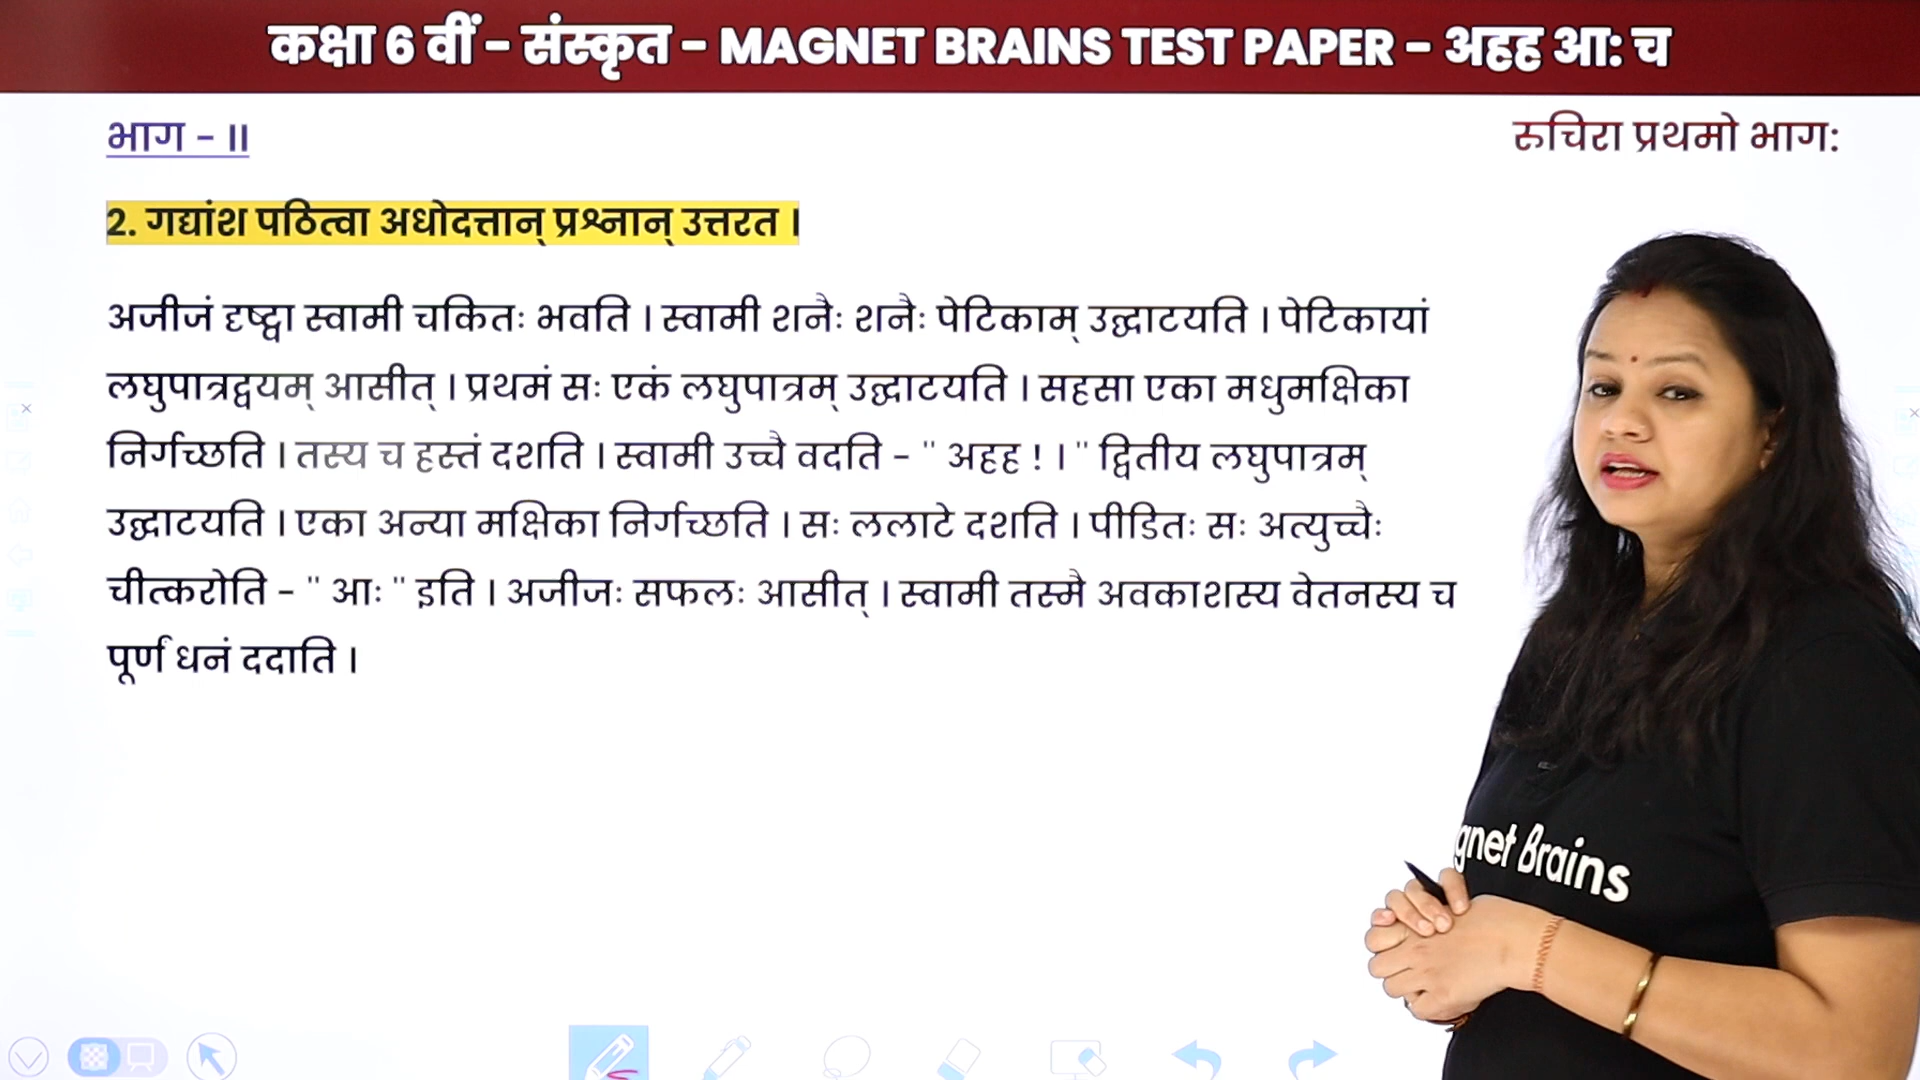 कक्षा 6 वीं - संस्कृत - MAGNET BRAINS TEST PAPER - अहह आ: च
भाग - II
रुचिरा प्रथमो भाग:
2. गद्यांश पठित्वा अधोदत्तान् प्रश्नान् उत्तरत ।
अजीजं दृष्ट्वा स्वामी चकितः भवति । स्वामी शनैः शनैः पेटिकाम् उद्घाटयति । पेटिकायां
लघुपात्रद्वयम् आसीत् । प्रथमं सः एकं लघुपात्रम् उद्घाटयति । सहसा एका मधुमक्षिका
निर्गच्छति । तस्य च हस्तं दशति । स्वामी उच्चै वदति - " अहह ! । " द्वितीय लघुपात्रम्
उद्घाटयति । एका अन्या मक्षिका निर्गच्छति । सः ललाटे दशति । पीडितः सः अत्युच्चैः
चीत्करोति - " आः " इति । अजीजः सफलः आसीत् । स्वामी तस्मै अवकाशस्य वेतनस्य च
पूर्ण धनं ददाति ।
gnet Brains